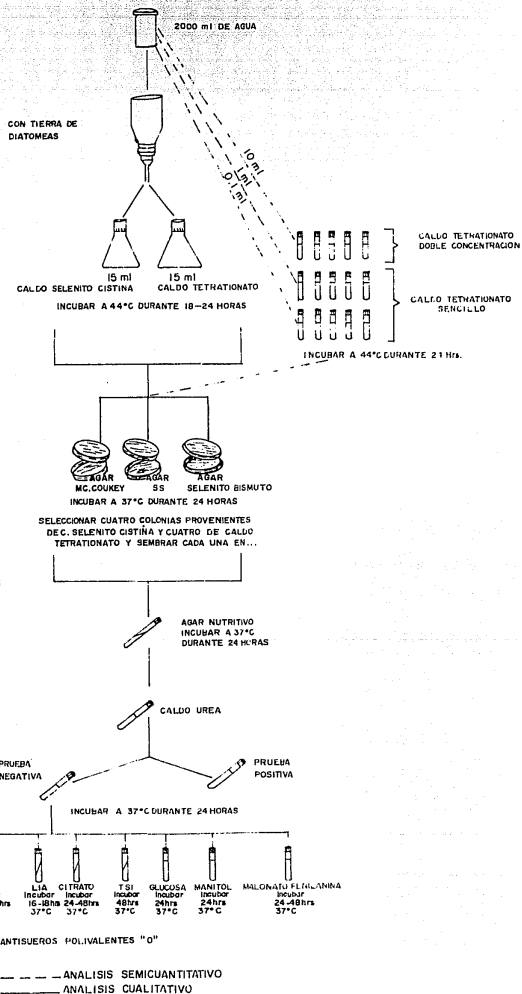 2000 ml DE AGUA
CON TIERRA DE
DIATOMEAS
10 ml
1 ml
0.1 ml
CALDO TETRATIONATO
DOBLE CONCENTRACION
15 ml
CALDO SELENITO CISTINA
15 ml
CALDO TETRATIONATO
CALDO TETRATIONATO
SENCILLO
INCUBAR A 44°C DURANTE 18-24 HORAS
INCUBAR A 44°C DURANTE 21 Hrs.
AGAR
MC. COUKEY
AGAR
SS
AGAR
SELENITO BISMUTO
INCUBAR A 37°C DURANTE 24 HORAS
SELECCIONAR CUATRO COLONIAS PROVENIENTES
DE C. SELENITO CISTINA Y CUATRO DE CALDO
TETRATIONATO Y SEMBRAR CADA UNA EN...
AGAR NUTRITIVO
INCUBAR A 37°C
DURANTE 24 HORAS
CALDO UREA
PRUEBA
NEGATIVA
PRUEBA
POSITIVA
INCUBAR A 37°C DURANTE 24 HORAS
hrs
LIA
Incubar
16-18hrs
37°C
CITRATO
Incubar
24-48hrs
37°C
TSI
Incubar
48hrs
37°C
GLUCOSA
Incubar
24hrs
37°C
MANITOL
Incubar
24hrs
37°C
MALONATO FENILANINA
Incubar
24-48hrs
37°C
ANTISUEROS POLIVALENTES "O"
ANALISIS SEMICUANTITATIVO
ANALISIS CUALITATIVO